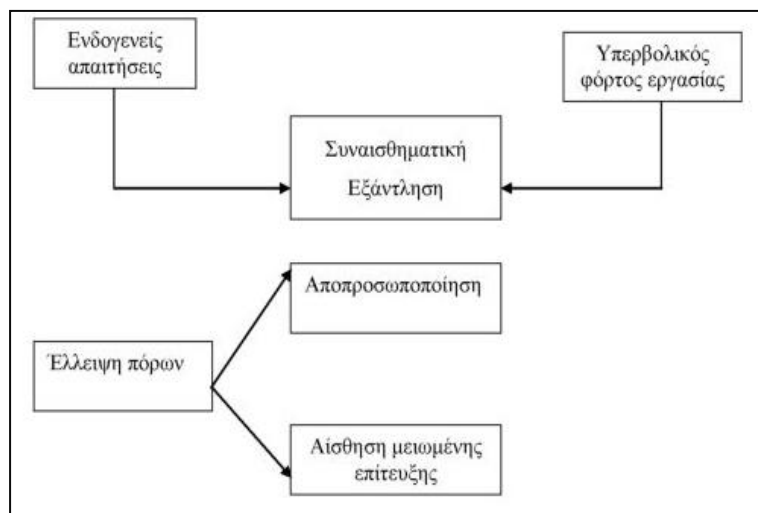 Ενδογενείς
απαιτήσεις
Υπερβολικός
φόρτος εργασίας
Συναισθηματική
Εξάντληση
Αποπροσωποποίηση
Έλλειψη πόρων
Αίσθηση μειωμένης
επίτευξης